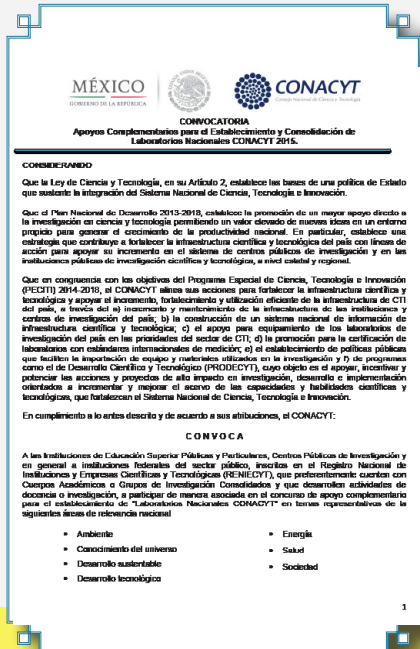 MÉXICO
GOBIERNO DE LA REPÚBLICA
CONACYT
Consejo Nacional de Ciencia y Tecnología
CONVOCATORIA
Apoyos Complementarios para el Establecimiento y Consolidación de
Laboratorios Nacionales CONACYT 2015.
CONSIDERANDO
Que la Ley de Ciencia y Tecnología, en su Artículo 2, establece las bases de una política de Estado
que sustente la integración del Sistema Nacional de Ciencia, Tecnología e Innovación.
Que el Plan Nacional de Desarrollo 2013-2018, establece la promoción de un mayor apoyo directo a
la investigación en ciencia y tecnología permitiendo un valor elevado de nuevas ideas en un entorno
propicio para generar el crecimiento de la productividad nacional. En particular, establece una
estrategia que contribuye a fortalecer la infraestructura científica y tecnológica del país con líneas de
acción para apoyar su incremento en el sistema de centros públicos de investigación y en las
instituciones públicas de investigación científica y tecnológica, a nivel estatal y regional.
Que en congruencia con los objetivos del Programa Especial de Ciencia, Tecnología e Innovación
(PECiTI) 2014-2018, el CONACYT alinea sus acciones para fortalecer la infraestructura científica y
tecnológica y apoyar el incremento, fortalecimiento y utilización eficiente de la infraestructura de CTI
del país, a través del a) incremento y mantenimiento de la infraestructura de las instituciones y
centros de investigación del país; b) la construcción de un sistema nacional de información de
infraestructura científica y tecnológica; c) el apoyo para equipamiento de los laboratorios de
investigación del país en las prioridades del sector de CTI; d) la promoción para la certificación de
laboratorios con estándares internacionales de medición; e) el establecimiento de políticas públicas
que faciliten la importación de equipo y materiales utilizados en la investigación y f) de programas
como el de Desarrollo Científico y Tecnológico (PRODECYT), cuyo objeto es el apoyar, incentivar y
potenciar las acciones y proyectos de alto impacto en investigación, desarrollo e implementación
orientados a incrementar y mejorar el acervo de las capacidades y habilidades científicas y
tecnológicas, que fortalezcan el Sistema Nacional de Ciencia, Tecnología e Innovación.
En cumplimiento a lo antes descrito y de acuerdo a sus atribuciones, el CONACYT:
C O N V O C A
A las Instituciones de Educación Superior Públicas y Particulares, Centros Públicos de Investigación y
en general a instituciones federales del sector público, inscritos en el Registro Nacional de
Instituciones y Empresas Científicas y Tecnológicas (RENIECYT), que preferentemente cuenten con
Cuerpos Académicos o Grupos de Investigación Consolidados y que desarrollen actividades de
docencia o investigación, a participar de manera asociada en el concurso de apoyo complementario
para el establecimiento de "Laboratorios Nacionales CONACYT" en temas representativos de la
siguientes áreas de relevancia nacional
• Ambiente
• Conocimiento del universo
• Desarrollo sustentable
• Desarrollo tecnológico
• Energía
• Salud
• Sociedad
1